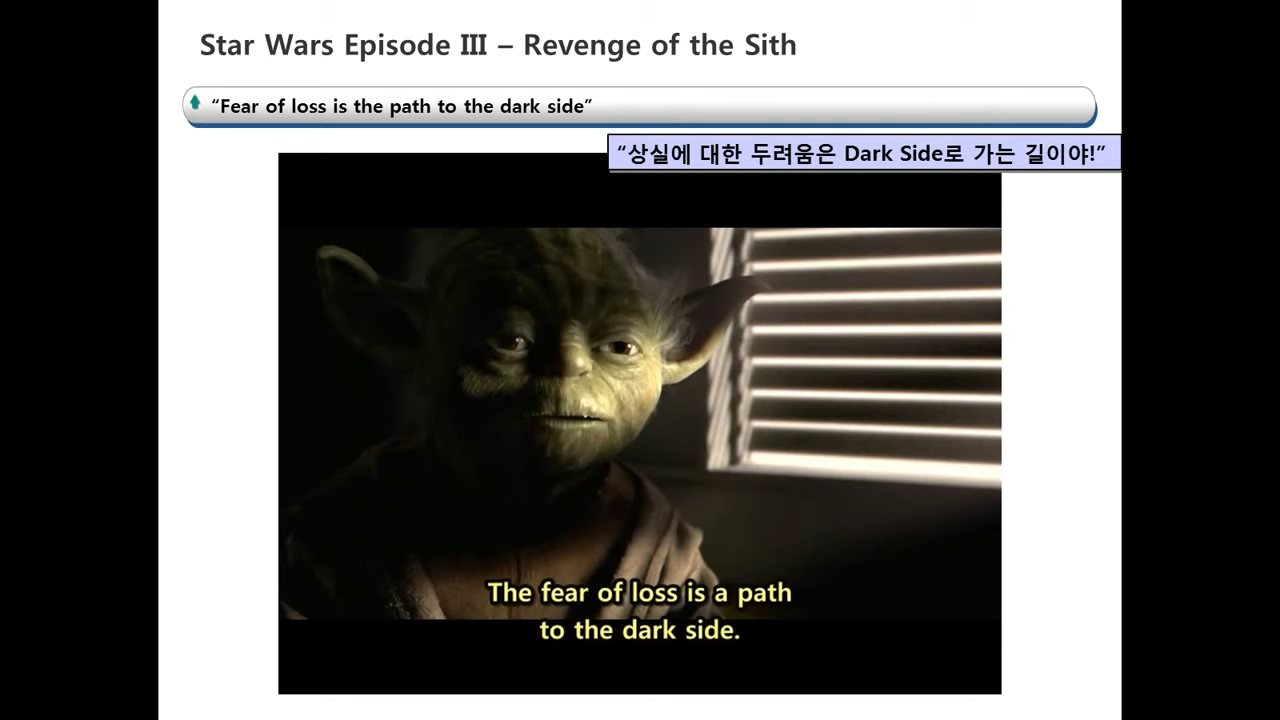 Star Wars Episode III – Revenge of the Sith
“Fear of loss is the path to the dark side”
“상실에 대한 두려움은 Dark Side로 가는 길이야!”
The fear of loss is a path
to the dark side.